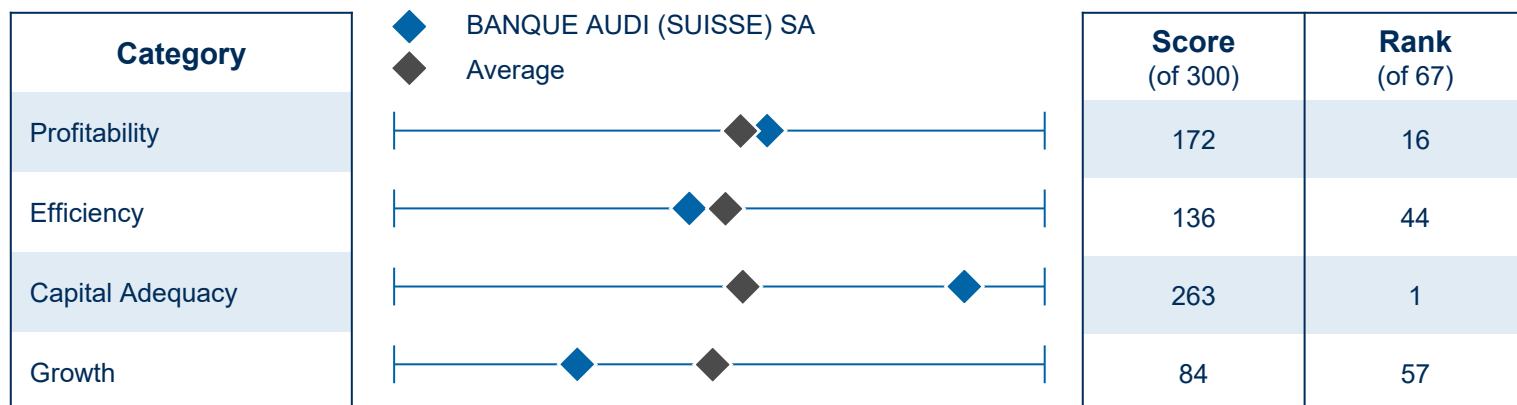 Category
BANQUE AUDI (SUISSE) SA
Average
Score
(of 300)
Rank
(of 67)
Profitability
172
16
Efficiency
136
44
Capital Adequacy
263
1
Growth
84
57